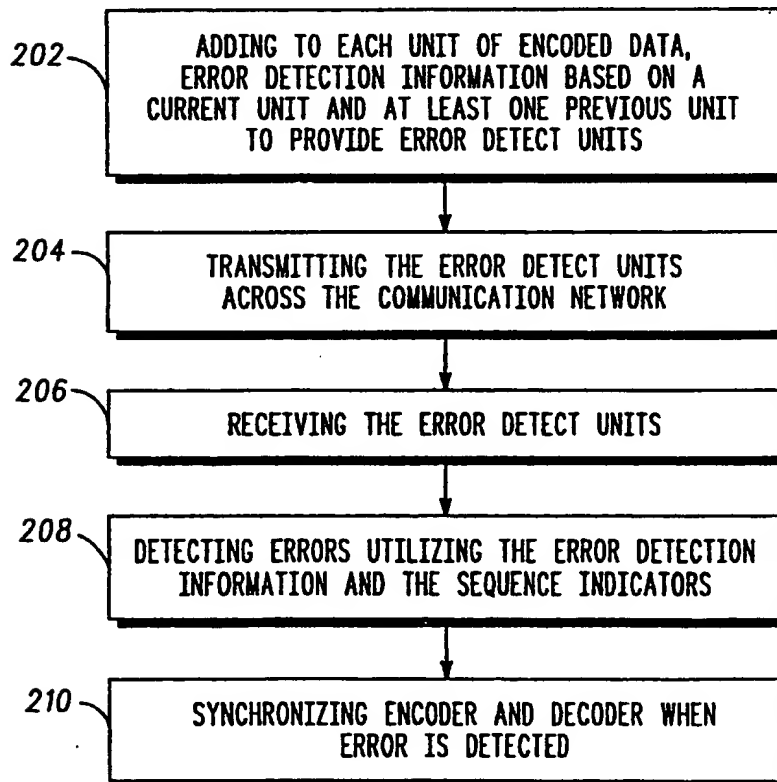 202
ADDING TO EACH UNIT OF ENCODED DATA,
ERROR DETECTION INFORMATION BASED ON A
CURRENT UNIT AND AT LEAST ONE PREVIOUS UNIT
TO PROVIDE ERROR DETECT UNITS
204
TRANSMITTING THE ERROR DETECT UNITS
ACROSS THE COMMUNICATION NETWORK
206
RECEIVING THE ERROR DETECT UNITS
208
DETECTING ERRORS UTILIZING THE ERROR DETECTION
INFORMATION AND THE SEQUENCE INDICATORS
210
SYNCHRONIZING ENCODER AND DECODER WHEN
ERROR IS DETECTED